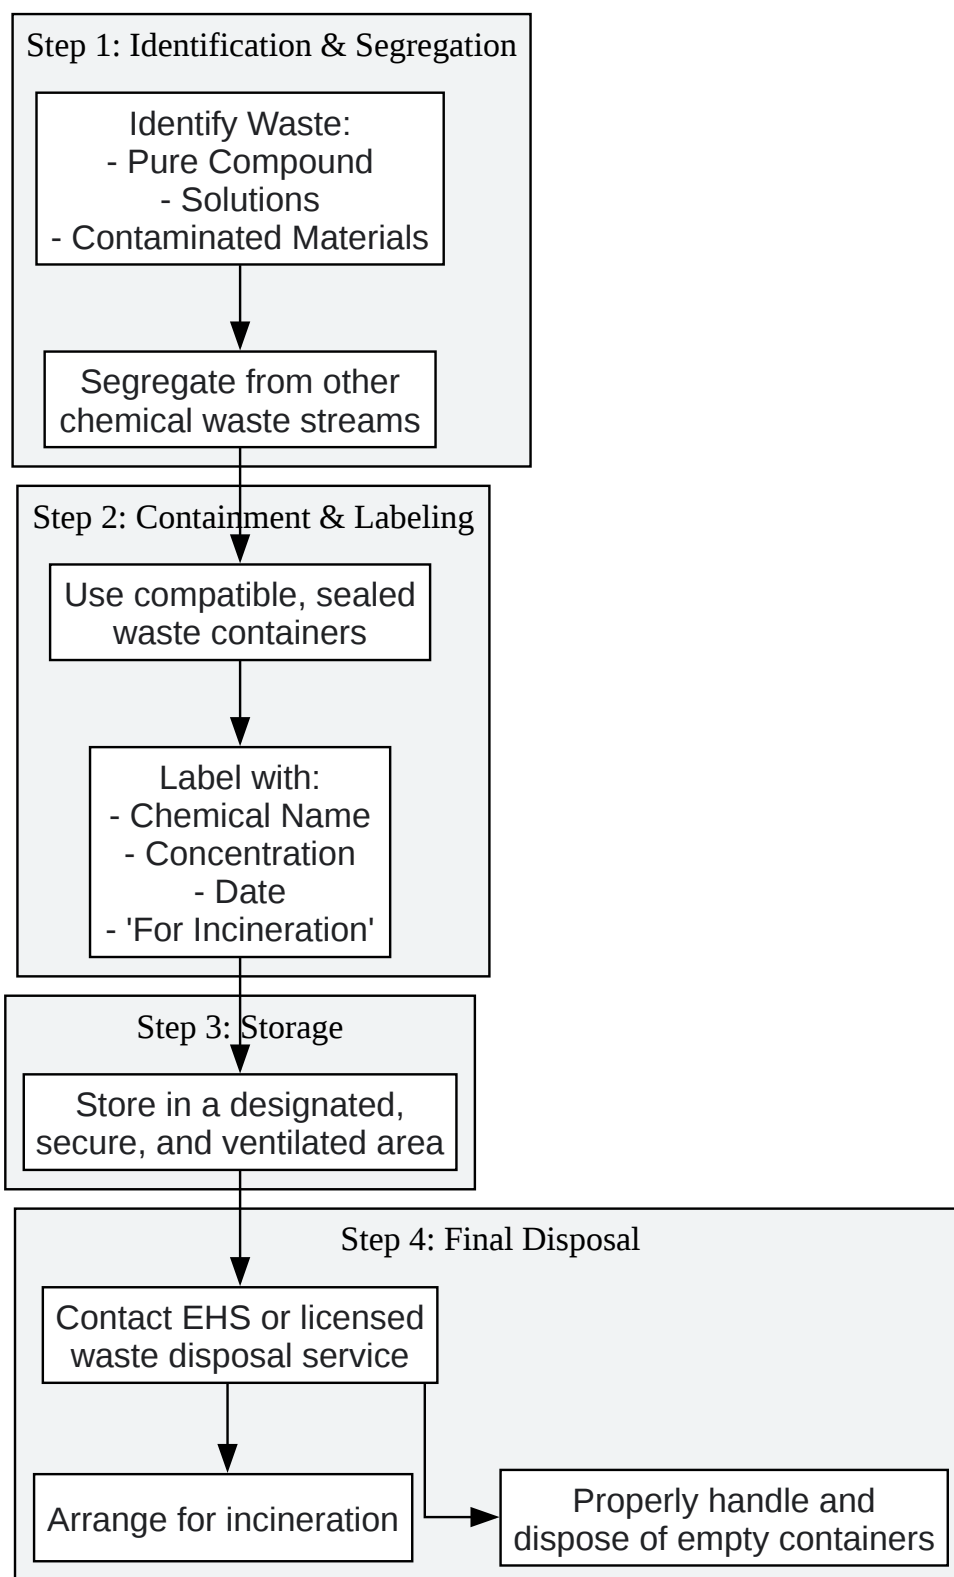 Step 1: Identification & Segregation
Identify Waste:
- Pure Compound
- Solutions
- Contaminated Materials
Segregate from other
chemical waste streams
Step 2: Containment & Labeling
Use compatible, sealed
waste containers
Label with:
- Chemical Name
- Concentration
- Date
- 'For Incineration'
Step 3: Storage
Store in a designated,
secure, and ventilated area
Step 4: Final Disposal
Contact EHS or licensed
waste disposal service
Arrange for incineration
Properly handle and
dispose of empty containers